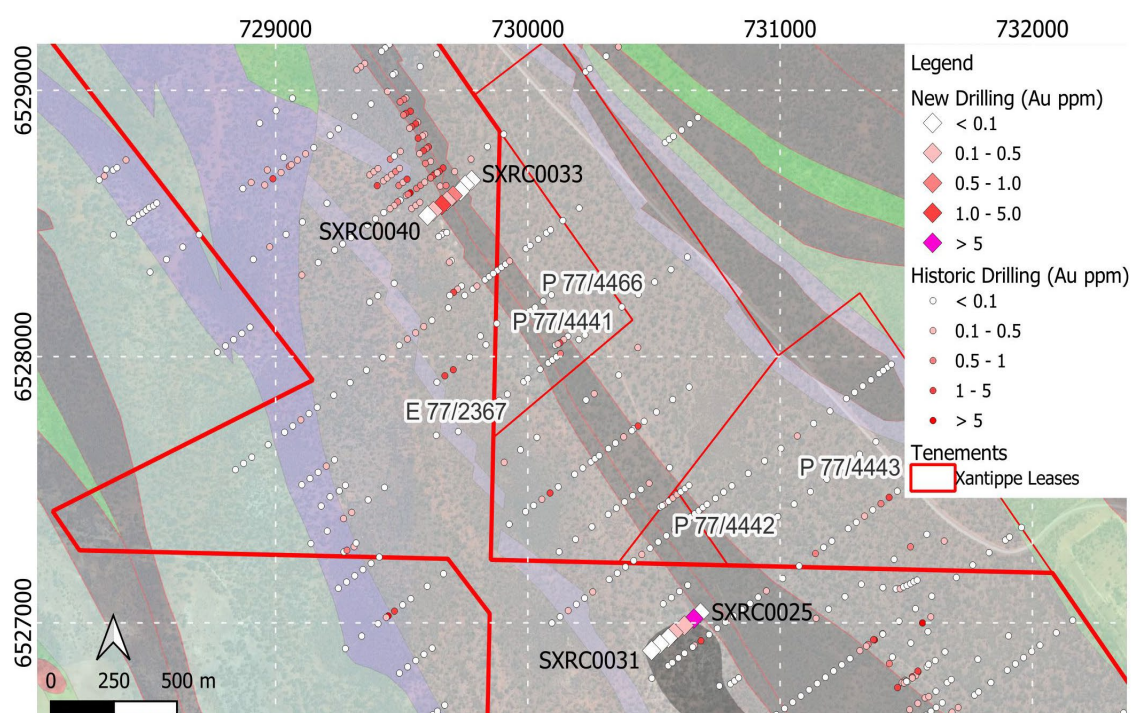 729000
730000
731000
732000
6529000
6528000
6527000
SXRC0033
SXRC0040
P 77/4466
P 77/4441
E 77/2367
P 77/4443
P 77/4442
SXRC0025
SXRC0031
0 250 500 m
Legend
New Drilling (Au ppm)
< 0.1
0.1 - 0.5
0.5 - 1.0
1.0 - 5.0
> 5
Historic Drilling (Au ppm)
< 0.1
0.1 - 0.5
0.5 - 1
1 - 5
> 5
Tenements
Xantippe Leases